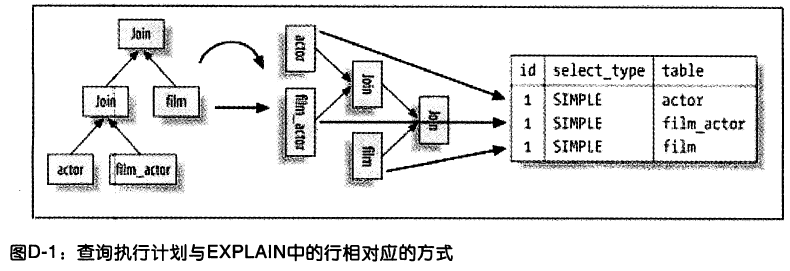 Join
Join
film
actor
film_actor
actor
film_actor
Join
film
Join
id select_type table
1 SIMPLE actor
1 SIMPLE film_actor
1 SIMPLE film
图D-1：查询执行计划与EXPLAIN中的行相对应的方式